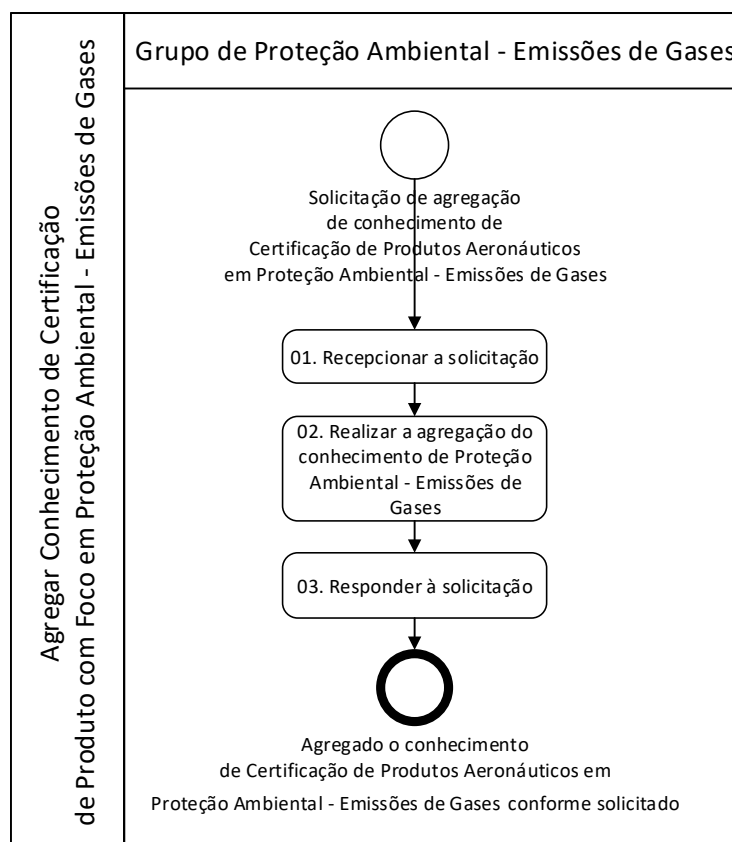 Agregar Conhecimento de Certificação
de Produto com Foco em Proteção Ambiental - Emissões de Gases
Grupo de Proteção Ambiental - Emissões de Gases
Solicitação de agregação
de conhecimento de
Certificação de Produtos Aeronáuticos
em Proteção Ambiental - Emissões de Gases
01. Recepcionar a solicitação
02. Realizar a agregação do
conhecimento de Proteção
Ambiental - Emissões de
Gases
03. Responder à solicitação
Agregado o conhecimento
de Certificação de Produtos Aeronáuticos em
Proteção Ambiental - Emissões de Gases conforme solicitado